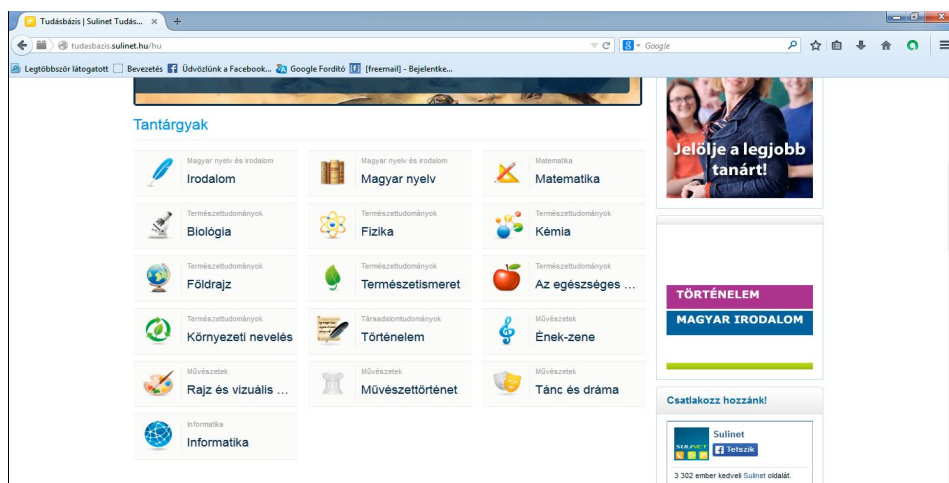 Tudásbázis | Sulinet Tudás...
tudasbazis.sulinet.hu/hu
Google
Legtöbbször látogatott
Bevezetés
Üdvözlünk a Facebook...
Google Fordító
[freemail] - Bejelentke...
Tantárgyak
Magyar nyelv és irodalom
Irodalom
Magyar nyelv és irodalom
Magyar nyelv
Matematika
Matematika
Természettudományok
Biológia
Természettudományok
Fizika
Természettudományok
Kémia
Természettudományok
Földrajz
Természettudományok
Természetismeret
Természettudományok
Az egészséges ...
Természettudományok
Környezeti nevelés
Társadalomtudományok
Történelem
Művészetek
Ének-zene
Művészetek
Rajz és vizuális ...
Művészetek
Művészettörténet
Művészetek
Tánc és dráma
Informatika
Informatika
Jelölje a legjobb
tanárt!
TÖRTÉNELEM
MAGYAR IRODALOM
Csatlakozz hozzánk!
SULINET
Sulinet
Tetszik
3 302 ember kedveli Sulinet oldalát.